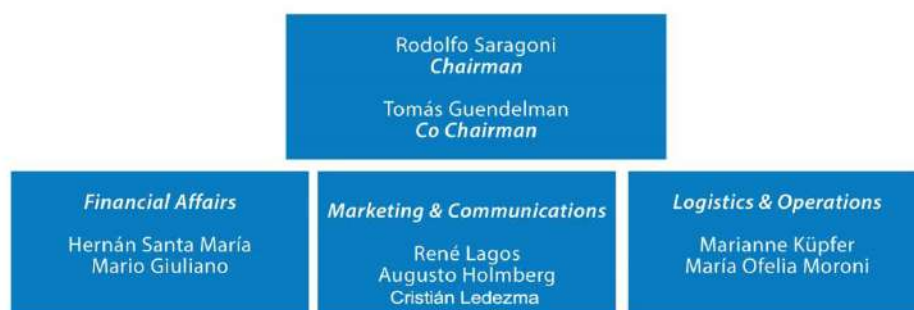 Rodolfo Saragoni
Chairman
Tomás Guendelman
Co Chairman
Financial Affairs
Hernán Santa María
Mario Giuliano
Marketing & Communications
René Lagos
Augusto Holmberg
Cristián Ledezma
Logistics & Operations
Marianne Küpfer
María Ofelia Moroni